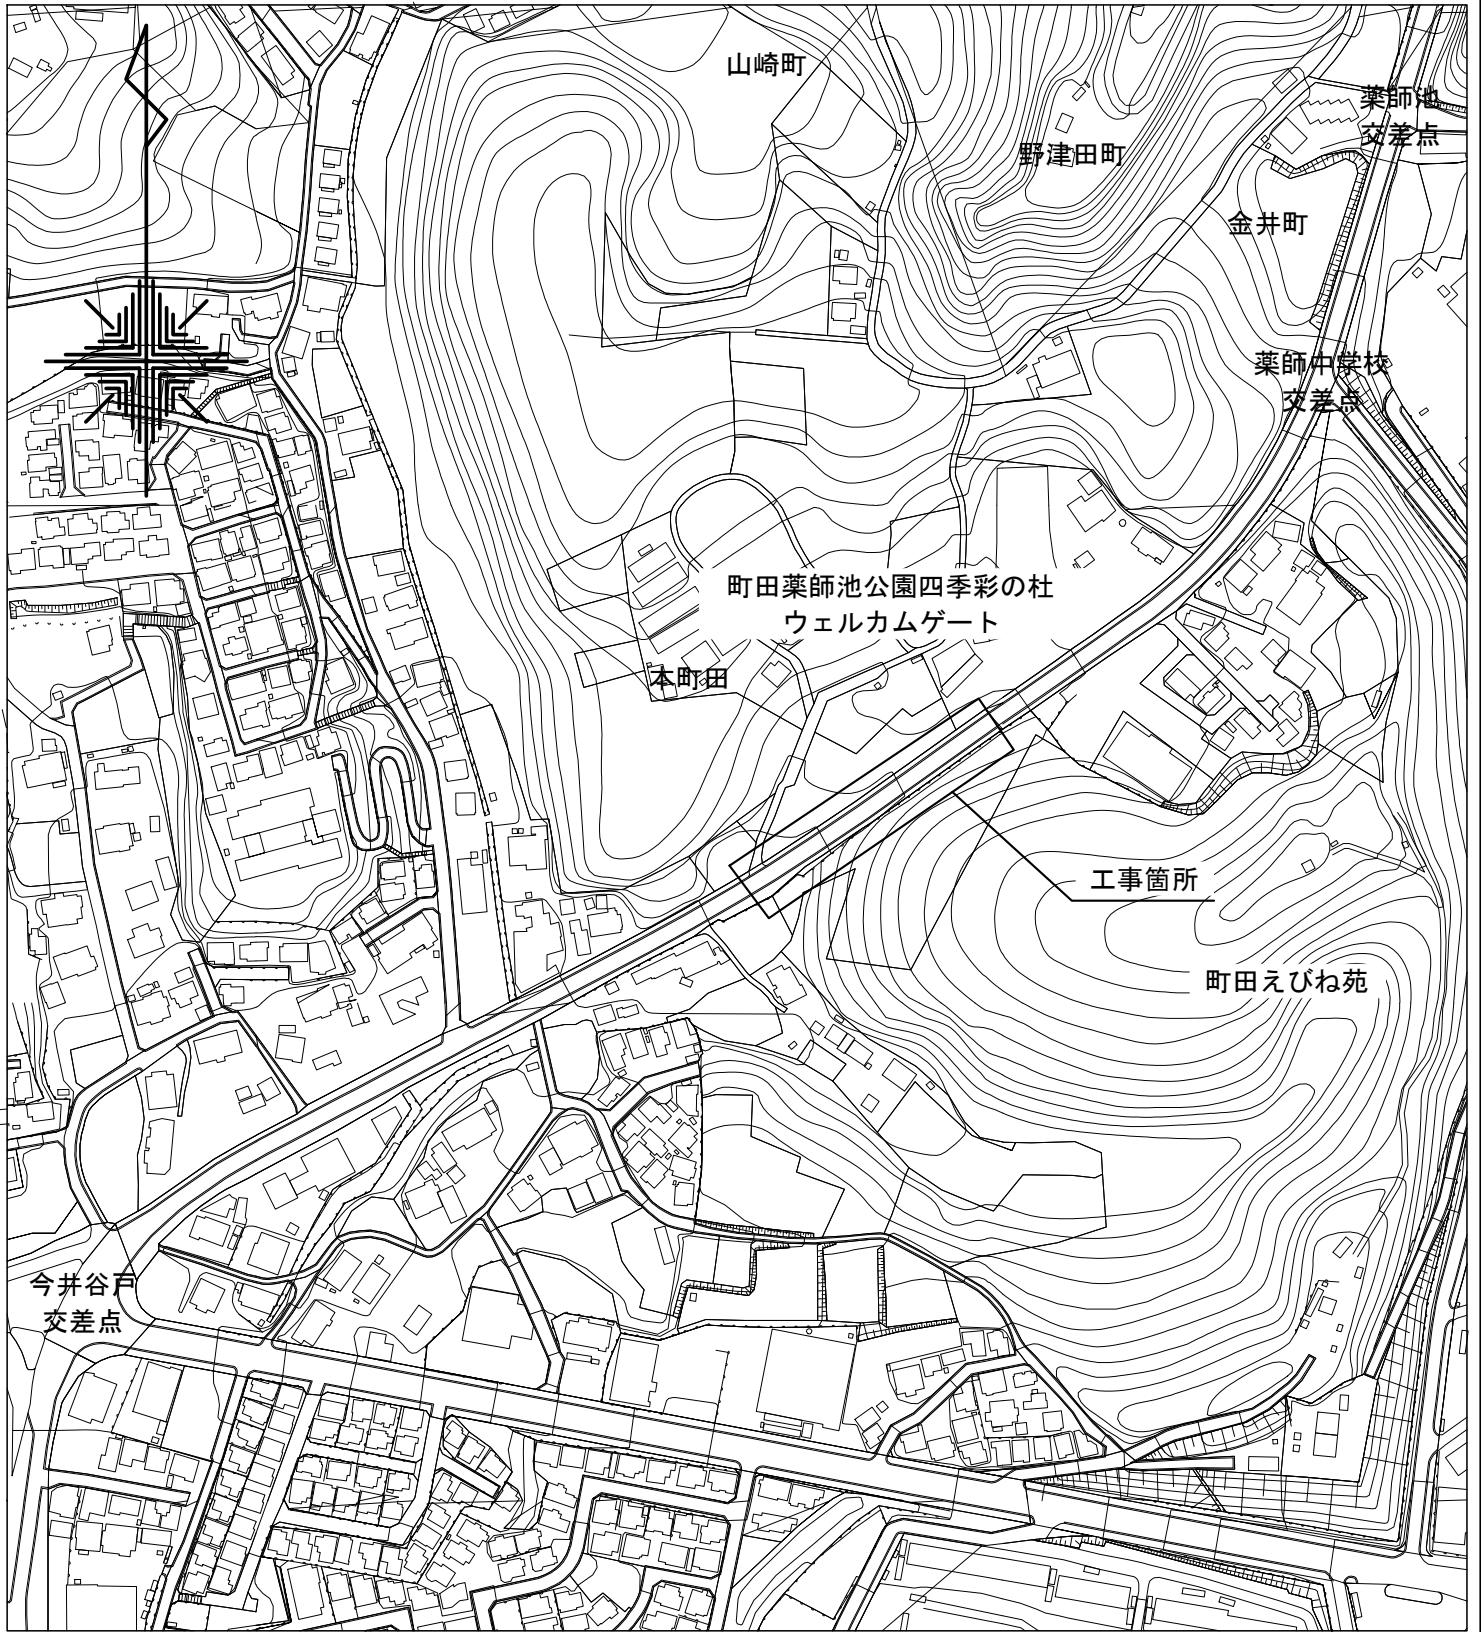 山崎町
薬師池
交差点
野津田町
金井町
薬師中学校
交差点
町田薬師池公園四季彩の杜
ウェルカムゲート
本町田
工事箇所
町田えびね苑
今井谷戸
交差点